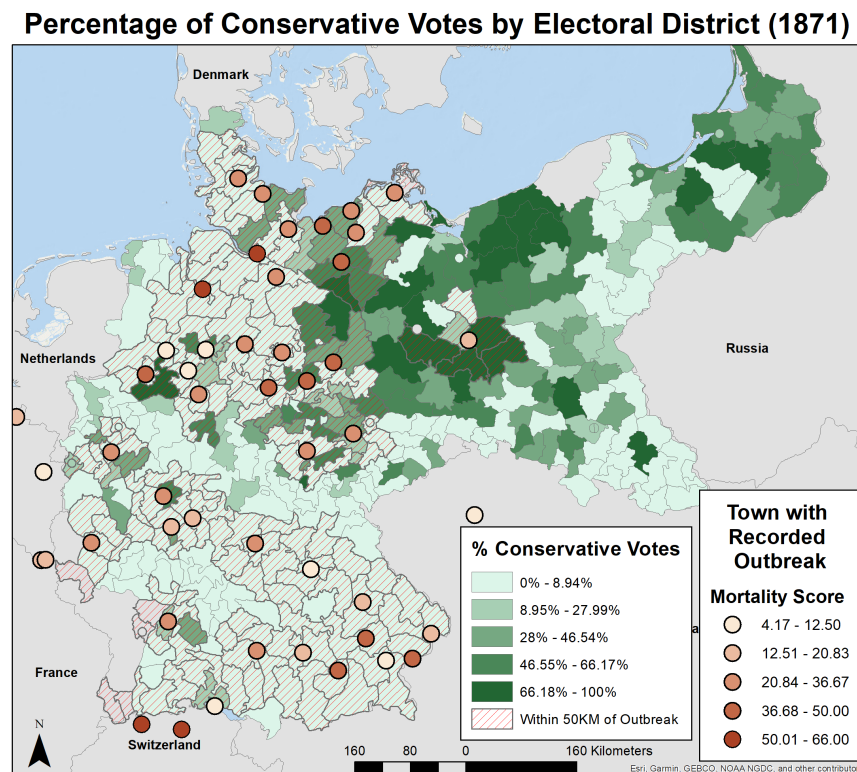 Percentage of Conservative Votes by Electoral District (1871)
Denmark
Netherlands
Russia
France
Switzerland
a
N
% Conservative Votes
0% - 8.94%
8.95% - 27.99%
28% - 46.54%
46.55% - 66.17%
66.18% - 100%
Within 50KM of Outbreak
Town with
Recorded
Outbreak
Mortality Score
4.17 - 12.50
12.51 - 20.83
20.84 - 36.67
36.68 - 50.00
50.01 - 66.00
160 80 0 160 Kilometers
Esri, Garmin, GEBCO, NOAA NGDC, and other contributor